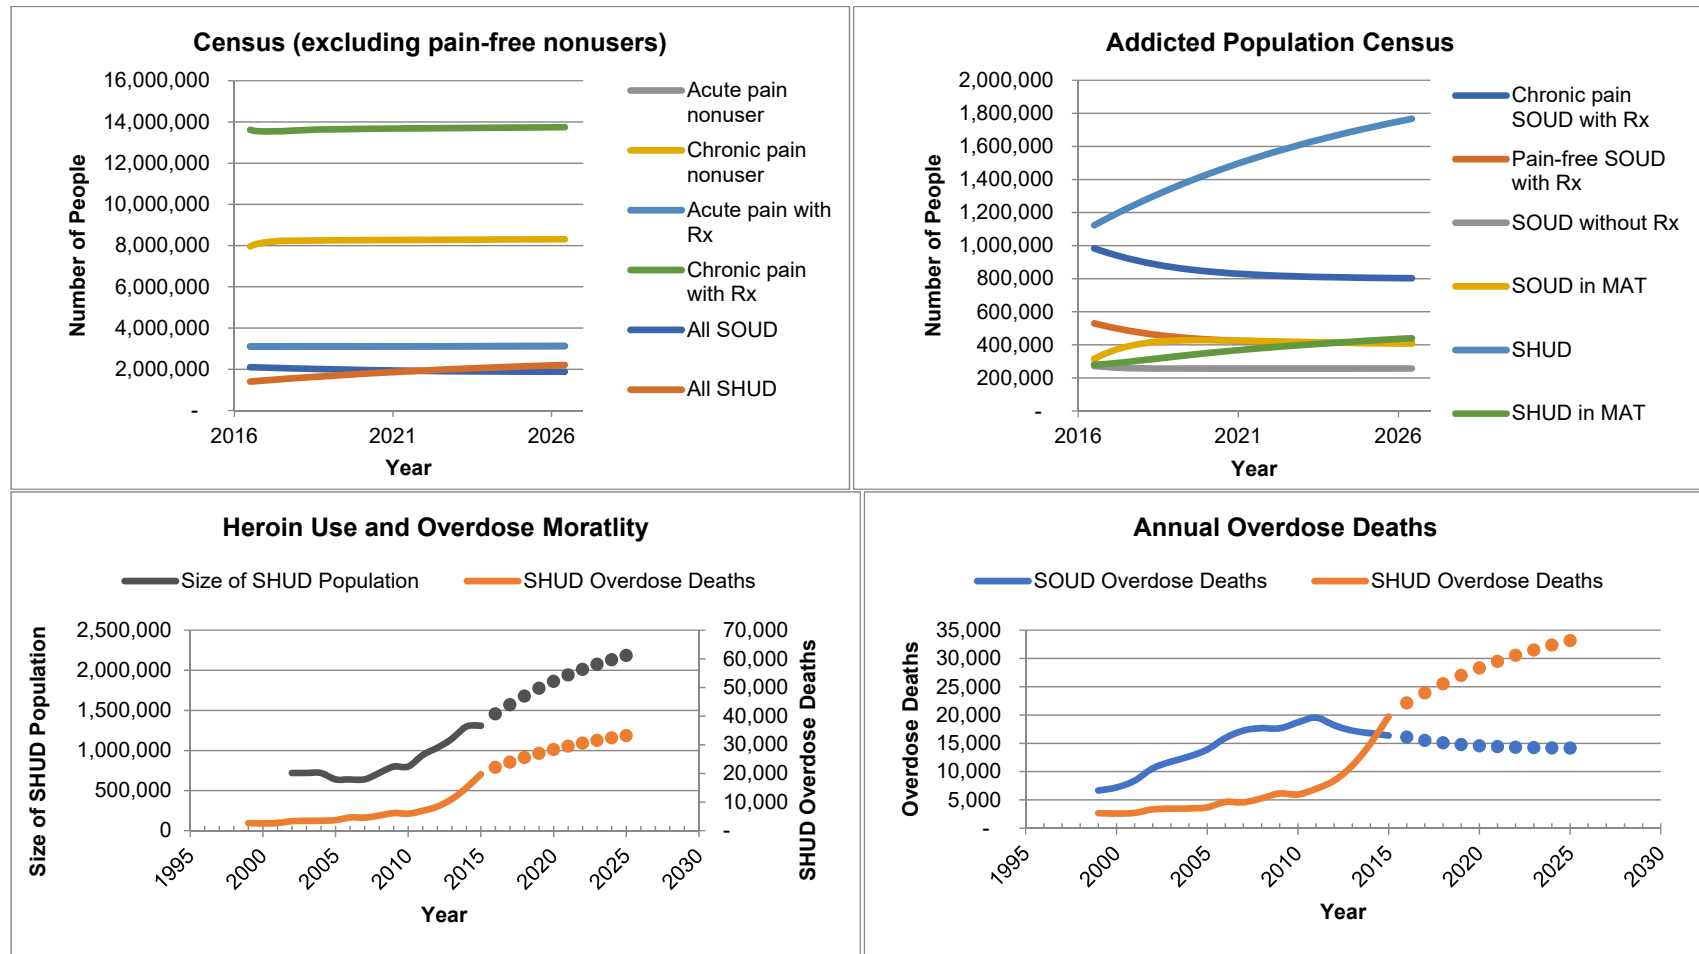 Census (excluding pain-free nonusers)
Number of People
16,000,000
14,000,000
12,000,000
10,000,000
8,000,000
6,000,000
4,000,000
2,000,000
-
2016
2021
2026
Year
Acute pain
nonuser
Chronic pain
nonuser
Acute pain with
Rx
Chronic pain
with Rx
All SOUD
All SHUD
Addicted Population Census
Number of People
2,000,000
1,800,000
1,600,000
1,400,000
1,200,000
1,000,000
800,000
600,000
400,000
200,000
-
2016
2021
2026
Year
Chronic pain
SOUD with Rx
Pain-free SOUD
with Rx
SOUD without Rx
SOUD in MAT
SHUD
SHUD in MAT
Heroin Use and Overdose Moratlity
Size of SHUD Population
SHUD Overdose Deaths
Size of SHUD Population
2,500,000
2,000,000
1,500,000
1,000,000
500,000
0
70,000
60,000
50,000
40,000
30,000
20,000
10,000
-
SHUD Overdose Deaths
1995
2000
2005
2010
2015
2020
2025
2030
Year
Annual Overdose Deaths
SOUD Overdose Deaths
SHUD Overdose Deaths
Overdose Deaths
35,000
30,000
25,000
20,000
15,000
10,000
5,000
-
1995
2000
2005
2010
2015
2020
2025
2030
Year